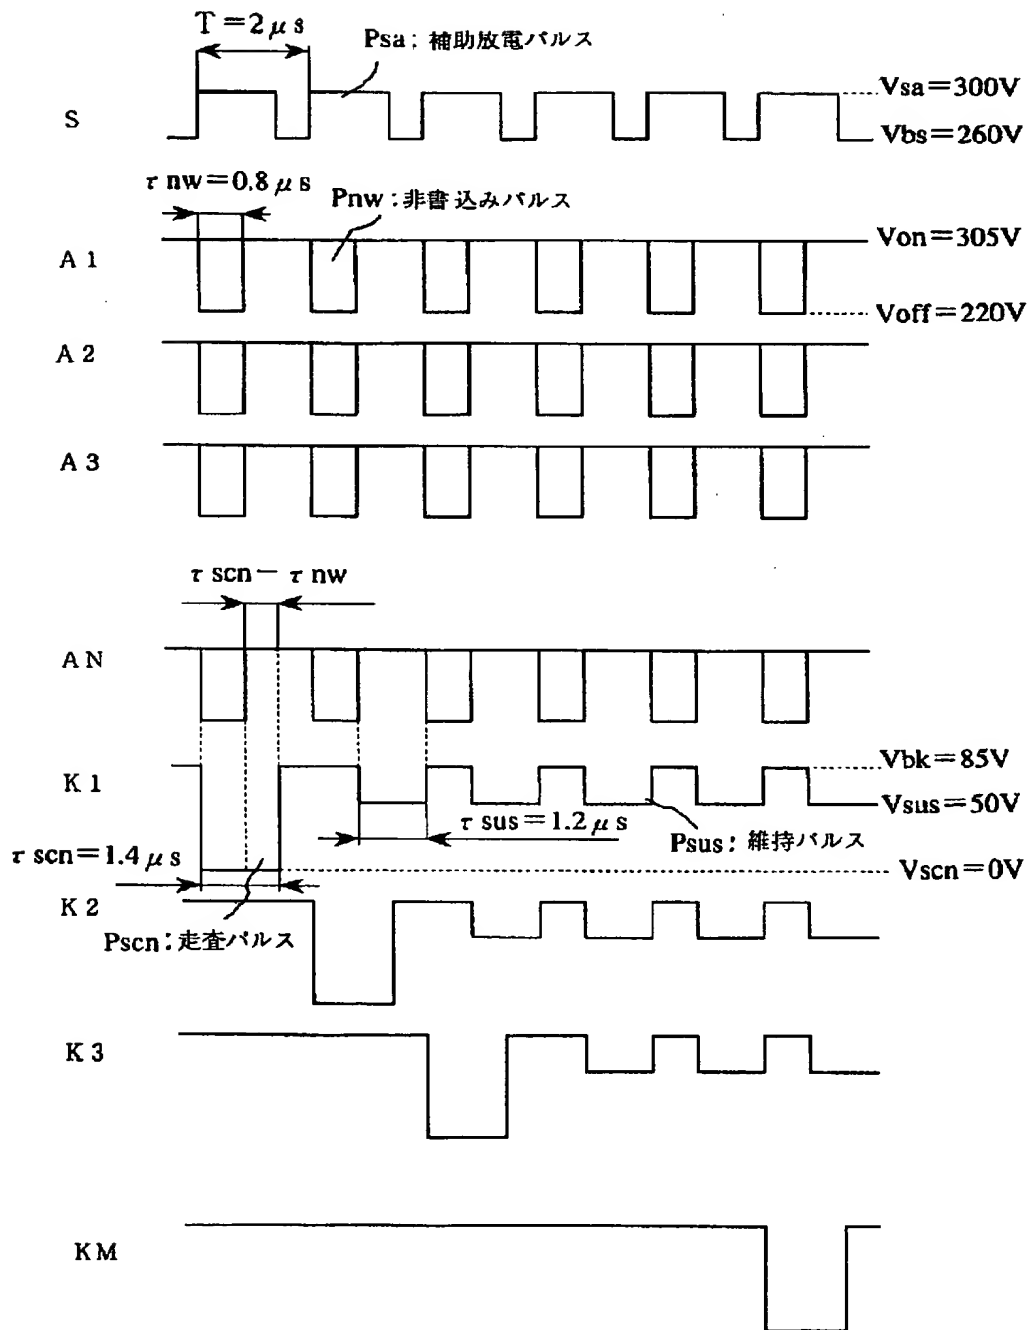 T=2μs
Psa: 補助放電パルス
S
Vsa=300V
Vbs=260V
τnw=0.8μs
Pnw:非書込みパルス
A1
Von=305V
Voff=220V
A2
A3
τscn−τnw
AN
K1
Vbk=85V
Vsus=50V
τsus=1.2μs
Psus: 維持パルス
τscn=1.4μs
Vscn=0V
K2
Pscn:走査パルス
K3
KM